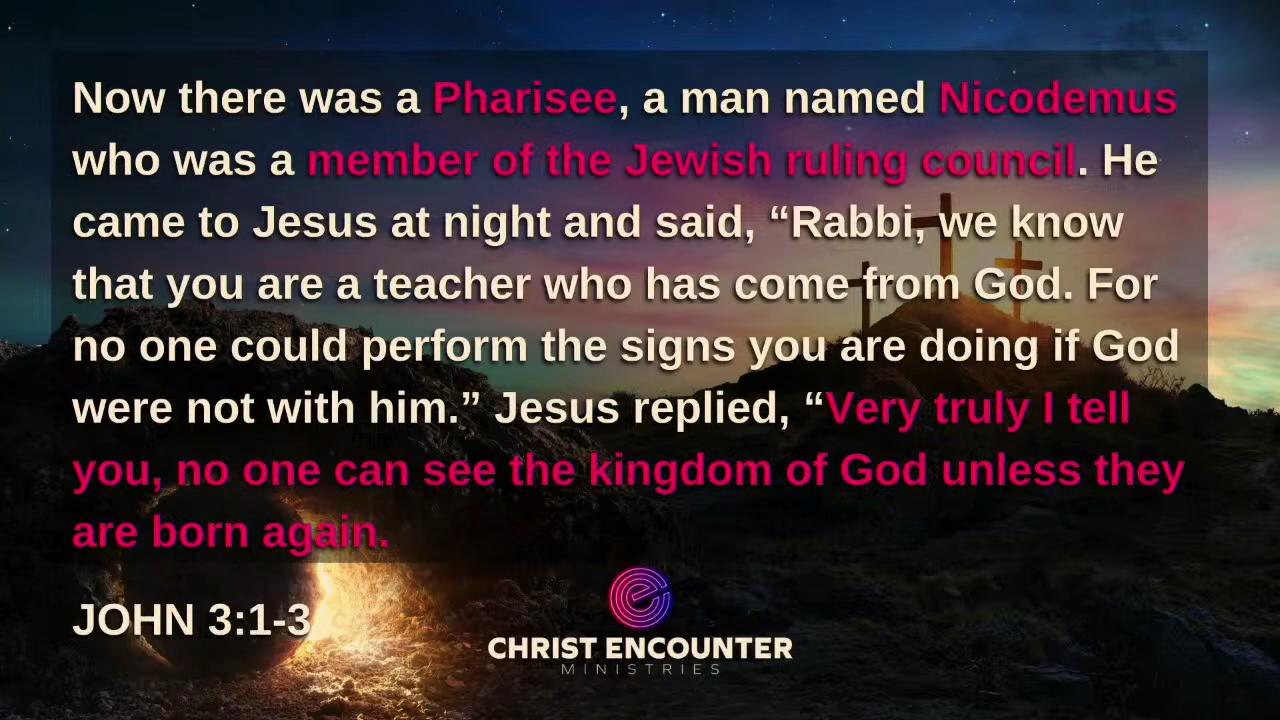 Now there was a Pharisee, a man named Nicodemus
who was a member of the Jewish ruling council. He
came to Jesus at night and said, “Rabbi, we know
that you are a teacher who has come from God. For
no one could perform the signs you are doing if God
were not with him.” Jesus replied, “Very truly I tell
you, no one can see the kingdom of God unless they
are born again.
JOHN 3:1-3
CHRIST ENCOUNTER
MINISTRIES